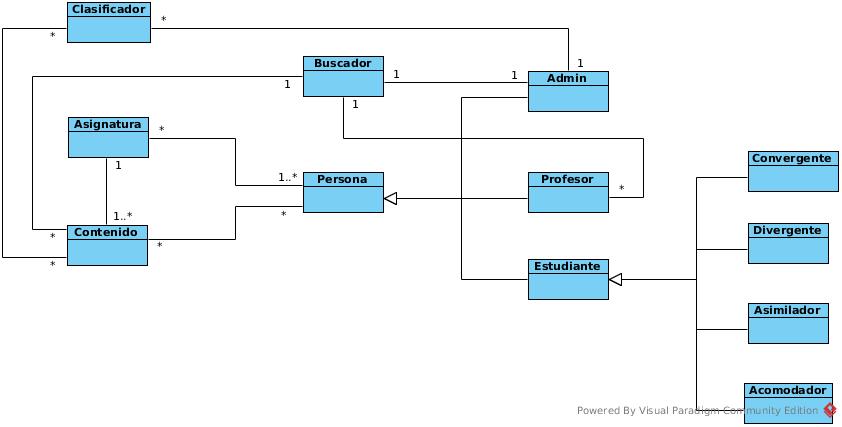 Clasificador
*
*
1
Buscador
1
1
1
1
Admin
Asignatura
*
1
Persona
1..*
*
Profesor
*
Convergente
1..*
Contenido
*
*
*
Divergente
Estudiante
Asimilador
Acomodador
Powered By Visual Paradigm Community Edition